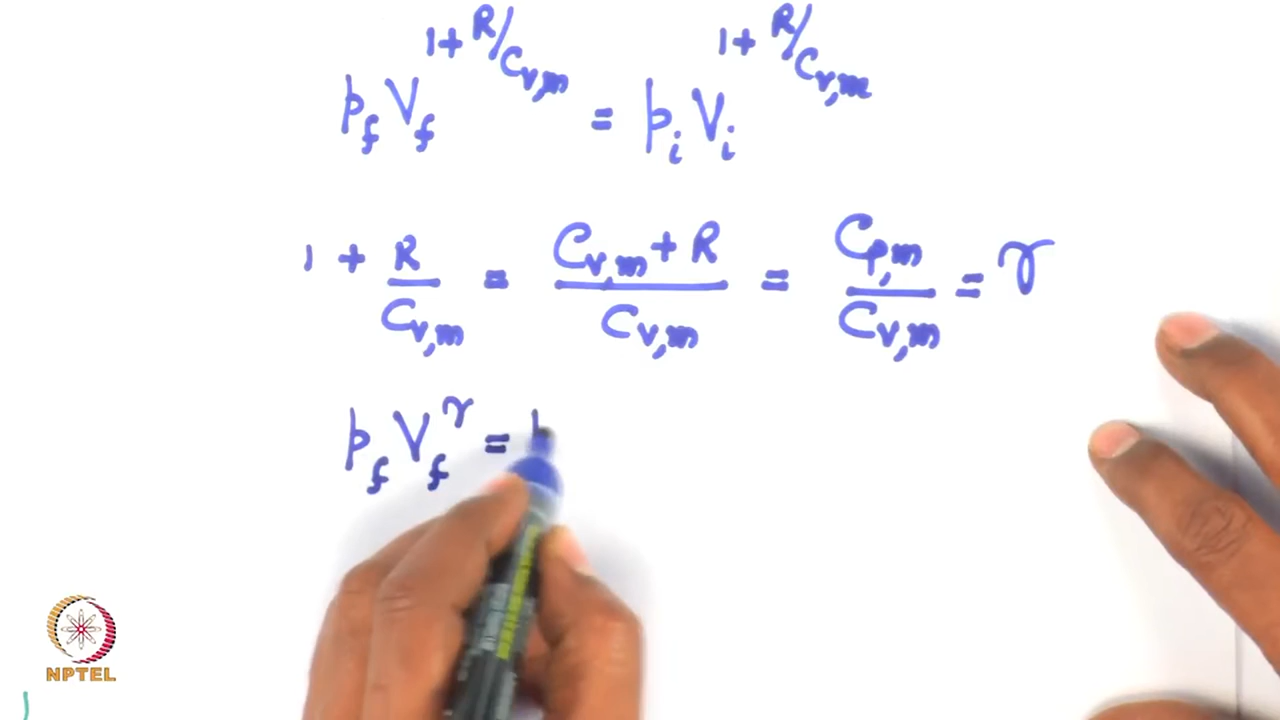 p_f V_f^{1 + R/C_{v,m}} = p_i V_i^{1 + R/C_{v,m}}
1 + R/C_{v,m} = (C_{v,m} + R)/C_{v,m} = C_{p,m}/C_{v,m} = γ
p_f V_f^γ =
NPTEL